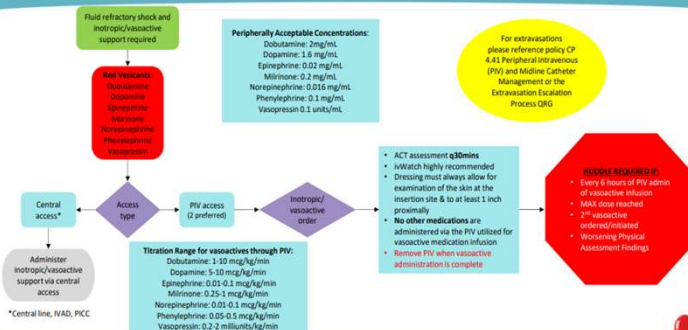 Fluid refractory shock and
inotropic/vasoactive
support required
Peripherally Acceptable Concentrations:
Dobutamine: 2mg/mL
Dopamine: 1.6 mg/mL
Epinephrine: 0.02 mg/mL
Milrinone: 0.2 mg/mL
Norepinephrine: 0.016 mg/mL
Phenylephrine: 0.1 mg/mL
Vasopressin 0.1 units/mL
For extravasations
please reference policy CP
4.41 Peripheral Intravenous
(PIV) and Midline Catheter
Management or the
Extravasation Escalation
Process QRG
Red Vesicants:
Dobutamine
Dopamine
Epinephrine
Milrinone
Norepinephrine
Phenylephrine
Vasopressin
Central
access*
Access
type
PIV access
(2 preferred)
Inotropic/
vasoactive
order
• ACT assessment q30mins
• ivWatch highly recommended
• Dressing must always allow for
examination of the skin at the
insertion site & to at least 1 inch
proximally
• No other medications are
administered via the PIV utilized for
vasoactive medication infusion
• Remove PIV when vasoactive
administration is complete
HUDDLE REQUIRED IF:
• Every 6 hours of PIV admin
of vasoactive infusion
• MAX dose reached
• 2nd vasoactive
ordered/initiated
• Worsening Physical
Assessment Findings
Administer
inotropic/vasoactive
support via central
access
*Central line, IVAD, PICC
Titration Range for vasoactives through PIV:
Dobutamine: 1-10 mcg/kg/min
Dopamine: 5-10 mcg/kg/min
Epinephrine: 0.01-0.1 mcg/kg/min
Milrinone: 0.25-1 mcg/kg/min
Norepinephrine: 0.01-0.1 mcg/kg/min
Phenylephrine: 0.05-0.5 mcg/kg/min
Vasopressin: 0.2-2 milliunits/kg/min